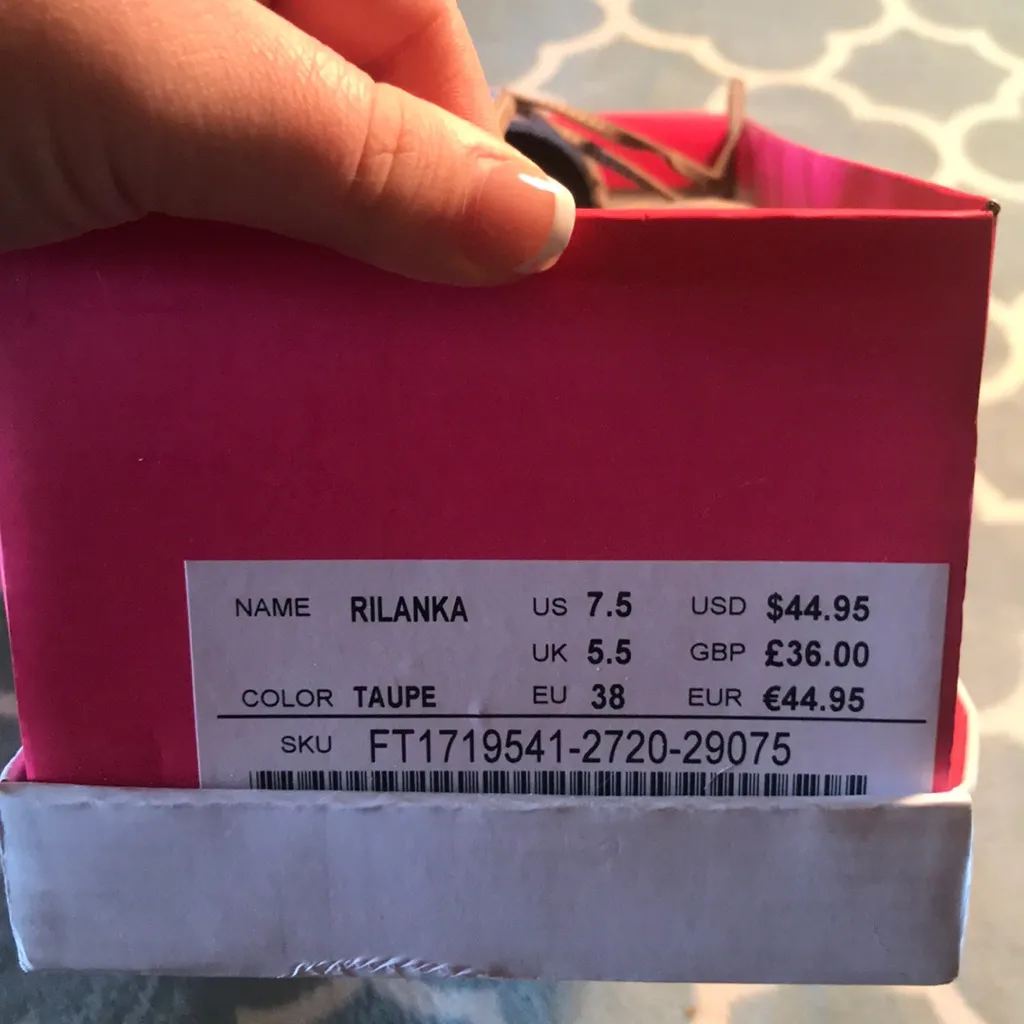 NAME RILANKA US 7.5 USD $44.95
UK 5.5 GBP £36.00
COLOR TAUPE EU 38 EUR €44.95
SKU FT1719541-2720-29075